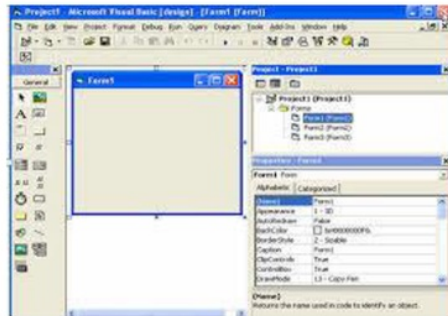 Project1 - Microsoft Visual Basic [design] - [Form1 (Form)]
File Edit View Project Format Debug Run Query Diagram Tools Add-Ins Window Help
General
Form1
Project - Project1
Project1 (Project1)
Forms
Form1 (Form1)
Form2 (Form2)
Form3 (Form3)
Properties - Form1
Form1 Form
Alphabetic Categorized
(Name) Form1
Appearance 1 - 3D
AutoRedraw False
BackColor
BorderStyle 2 - Sizable
Caption Form1
ClipControls True
ControlBox True
DrawMode 13 - Copy Pen
(Name)
Returns the name used in code to identify an object.